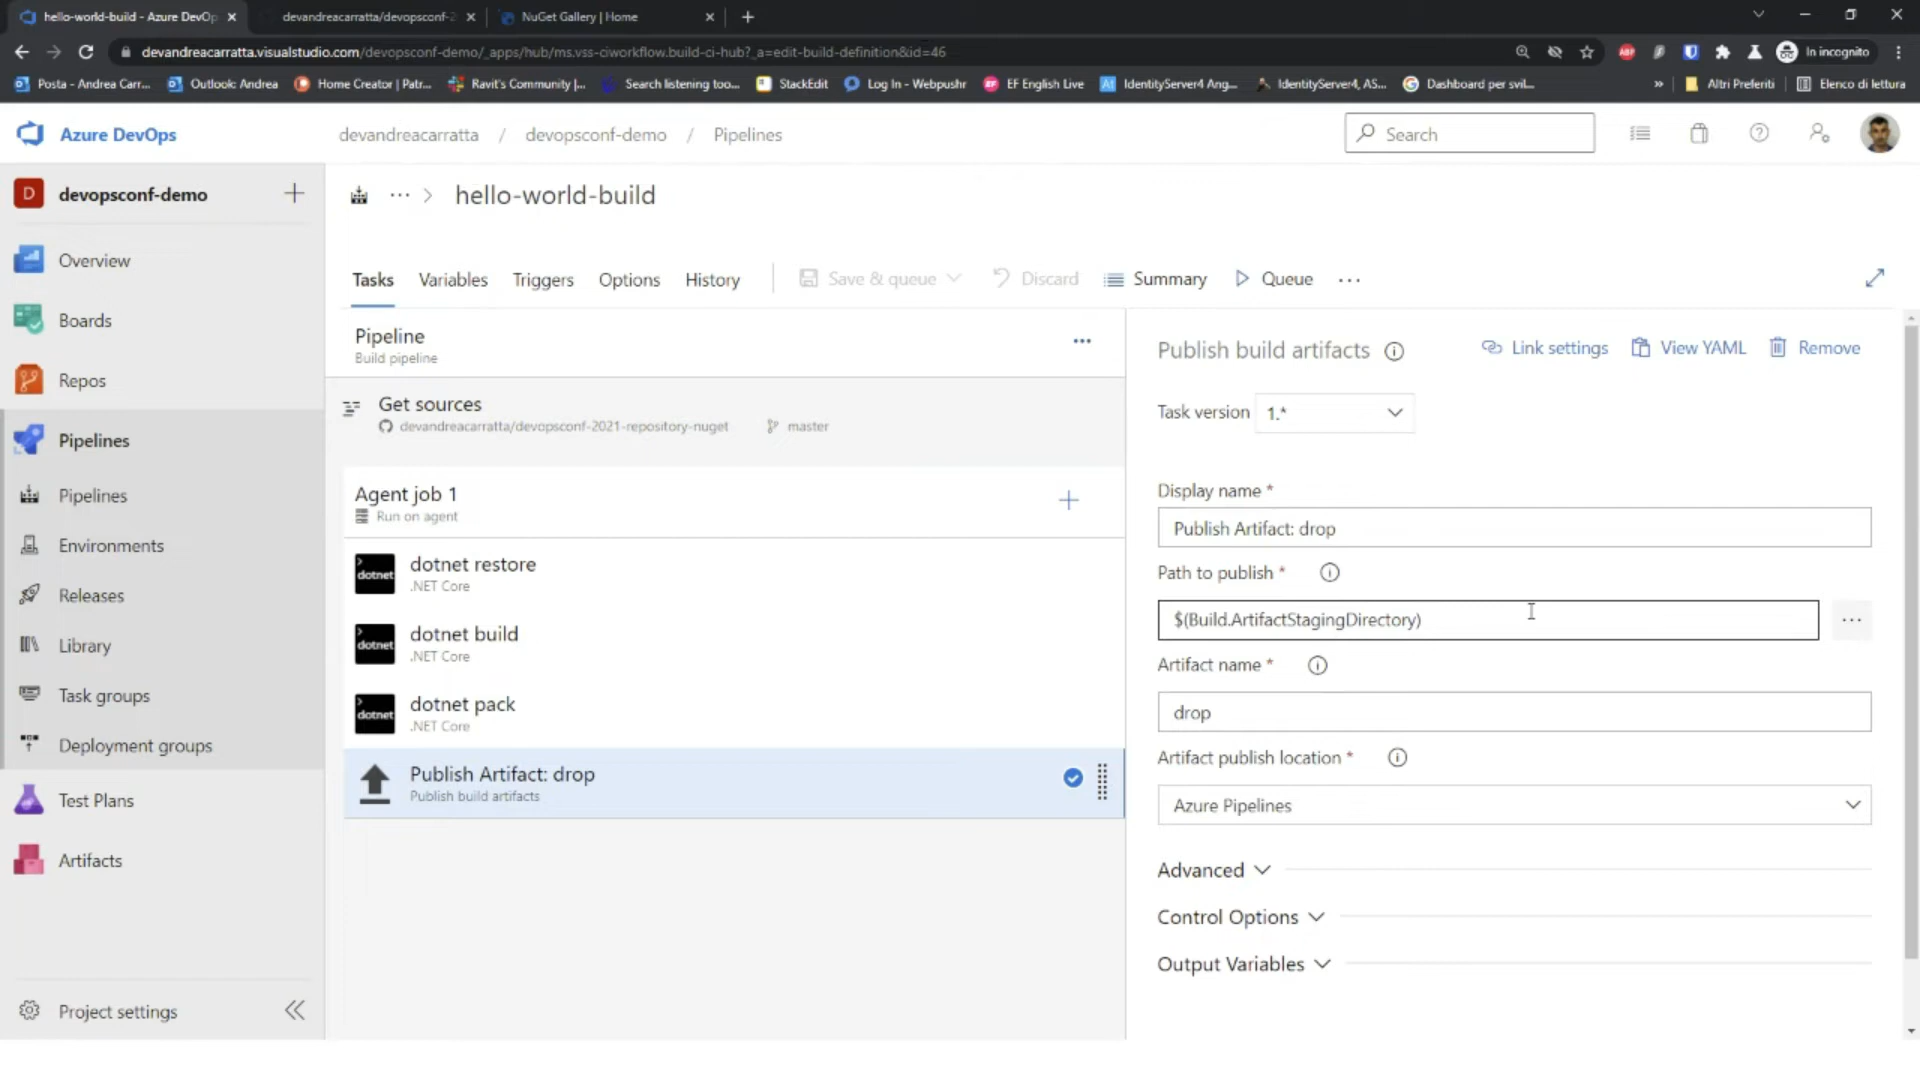 hello-world-build - Azure DevOp
devandreacarratta/devopsconf-2
NuGet Gallery | Home
devandreacarratta.visualstudio.com/devopsconf-demo/_apps/hub/ms.vss-ciworkflow.build-ci-hub?_a=edit-build-definition&id=46
ABP
In incognito
Posta - Andrea Carr...
Outlook: Andrea
Home Creator | Patr...
Ravit's Community |...
Search listening too...
StackEdit
Log In - Webpushr
EF English Live
IdentityServer4 Ang...
IdentityServer4, AS...
Dashboard per svil...
»
Altri Preferiti
Elenco di lettura
Azure DevOps
devandreacarratta / devopsconf-demo / Pipelines
Search
D
devopsconf-demo
Overview
Boards
Repos
Pipelines
Pipelines
Environments
Releases
Library
Task groups
Deployment groups
Test Plans
Artifacts
Project settings
... > hello-world-build
Tasks
Variables
Triggers
Options
History
Save & queue
Discard
Summary
Queue
...
Pipeline
Build pipeline
...
Get sources
devandreacarratta/devopsconf-2021-repository-nuget
master
Agent job 1
Run on agent
dotnet
dotnet restore
.NET Core
dotnet
dotnet build
.NET Core
dotnet
dotnet pack
.NET Core
Publish Artifact: drop
Publish build artifacts
Publish build artifacts
Link settings
View YAML
Remove
Task version
1.*
Display name *
Publish Artifact: drop
Path to publish *
$(Build.ArtifactStagingDirectory)
...
Artifact name *
drop
Artifact publish location *
Azure Pipelines
Advanced
Control Options
Output Variables